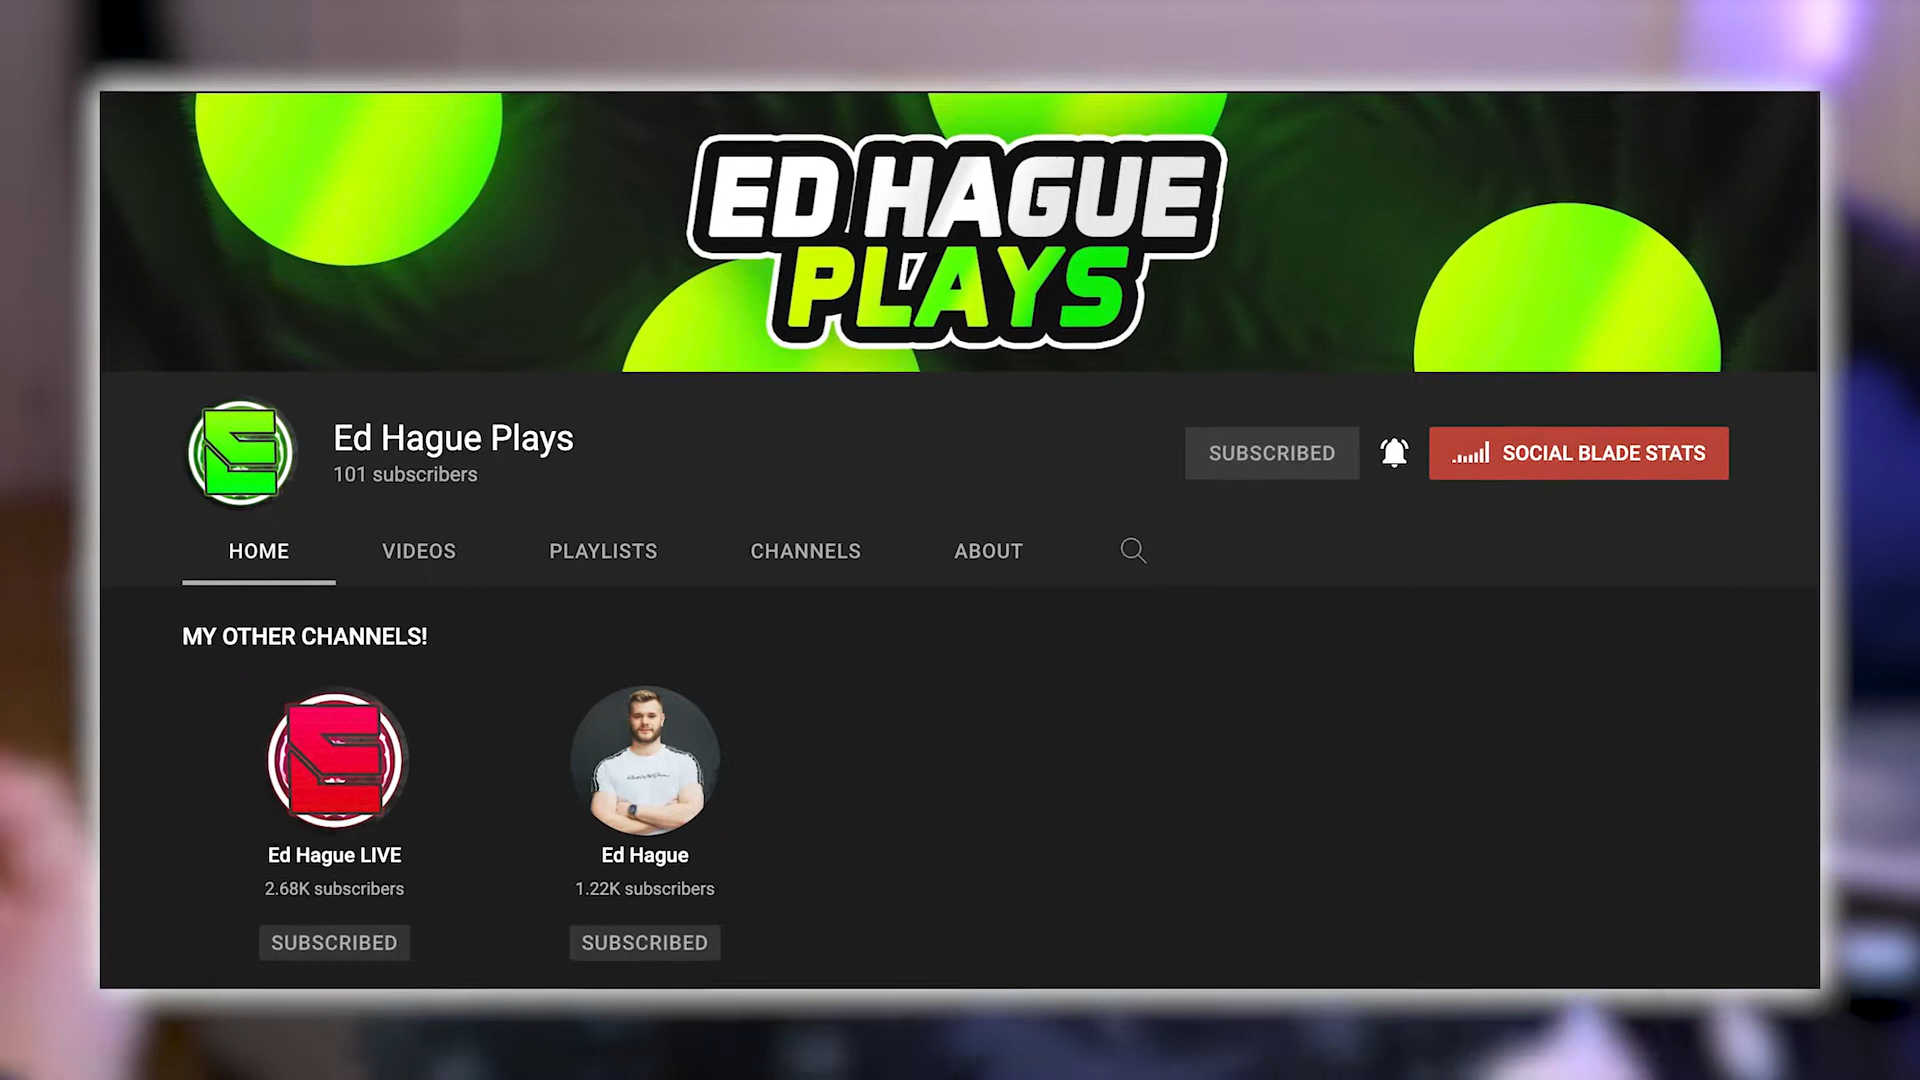 ED HAGUE
PLAYS
Ed Hague Plays
101 subscribers
SUBSCRIBED
SOCIAL BLADE STATS
HOME
VIDEOS
PLAYLISTS
CHANNELS
ABOUT
MY OTHER CHANNELS!
Ed Hague LIVE
2.68K subscribers
SUBSCRIBED
Ed Hague
1.22K subscribers
SUBSCRIBED